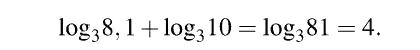 log₃8,1 + log₃10 = log₃81 = 4.